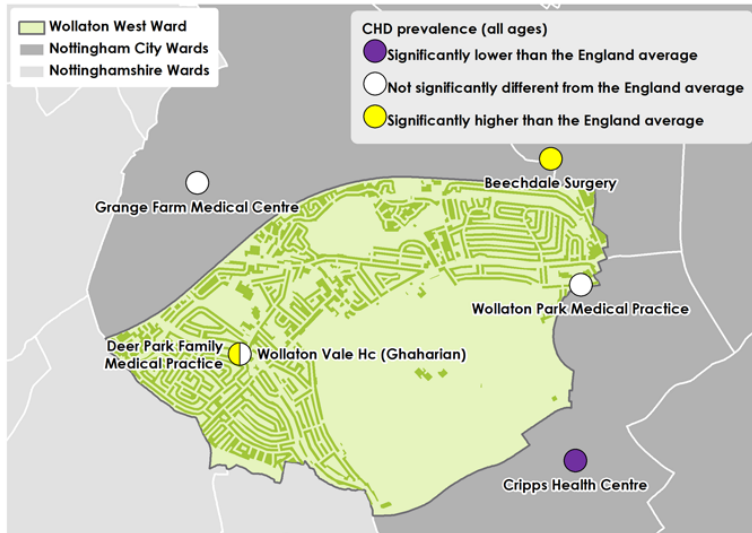 Wollaton West Ward
Nottingham City Wards
Nottinghamshire Wards
CHD prevalence (all ages)
Significantly lower than the England average
Not significantly different from the England average
Significantly higher than the England average
Grange Farm Medical Centre
Beechdale Surgery
Wollaton Park Medical Practice
Deer Park Family
Medical Practice
Wollaton Vale Hc (Ghaharian)
Cripps Health Centre